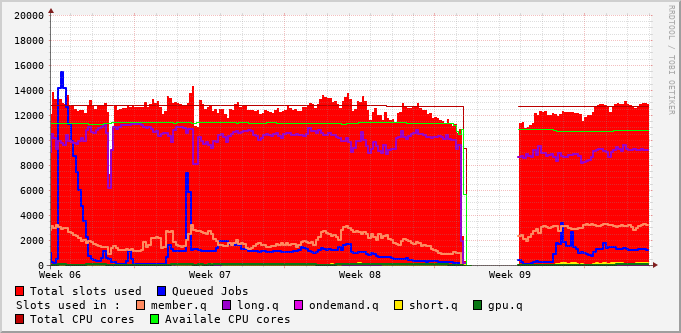 20000
18000
16000
14000
12000
10000
8000
6000
4000
2000
0
Week 06 Week 07 Week 08 Week 09
RRDTOOL / TOBI OETIKER
Total slots used Queued Jobs
Slots used in : member.q long.q ondemand.q short.q gpu.q
Total CPU cores Availale CPU cores